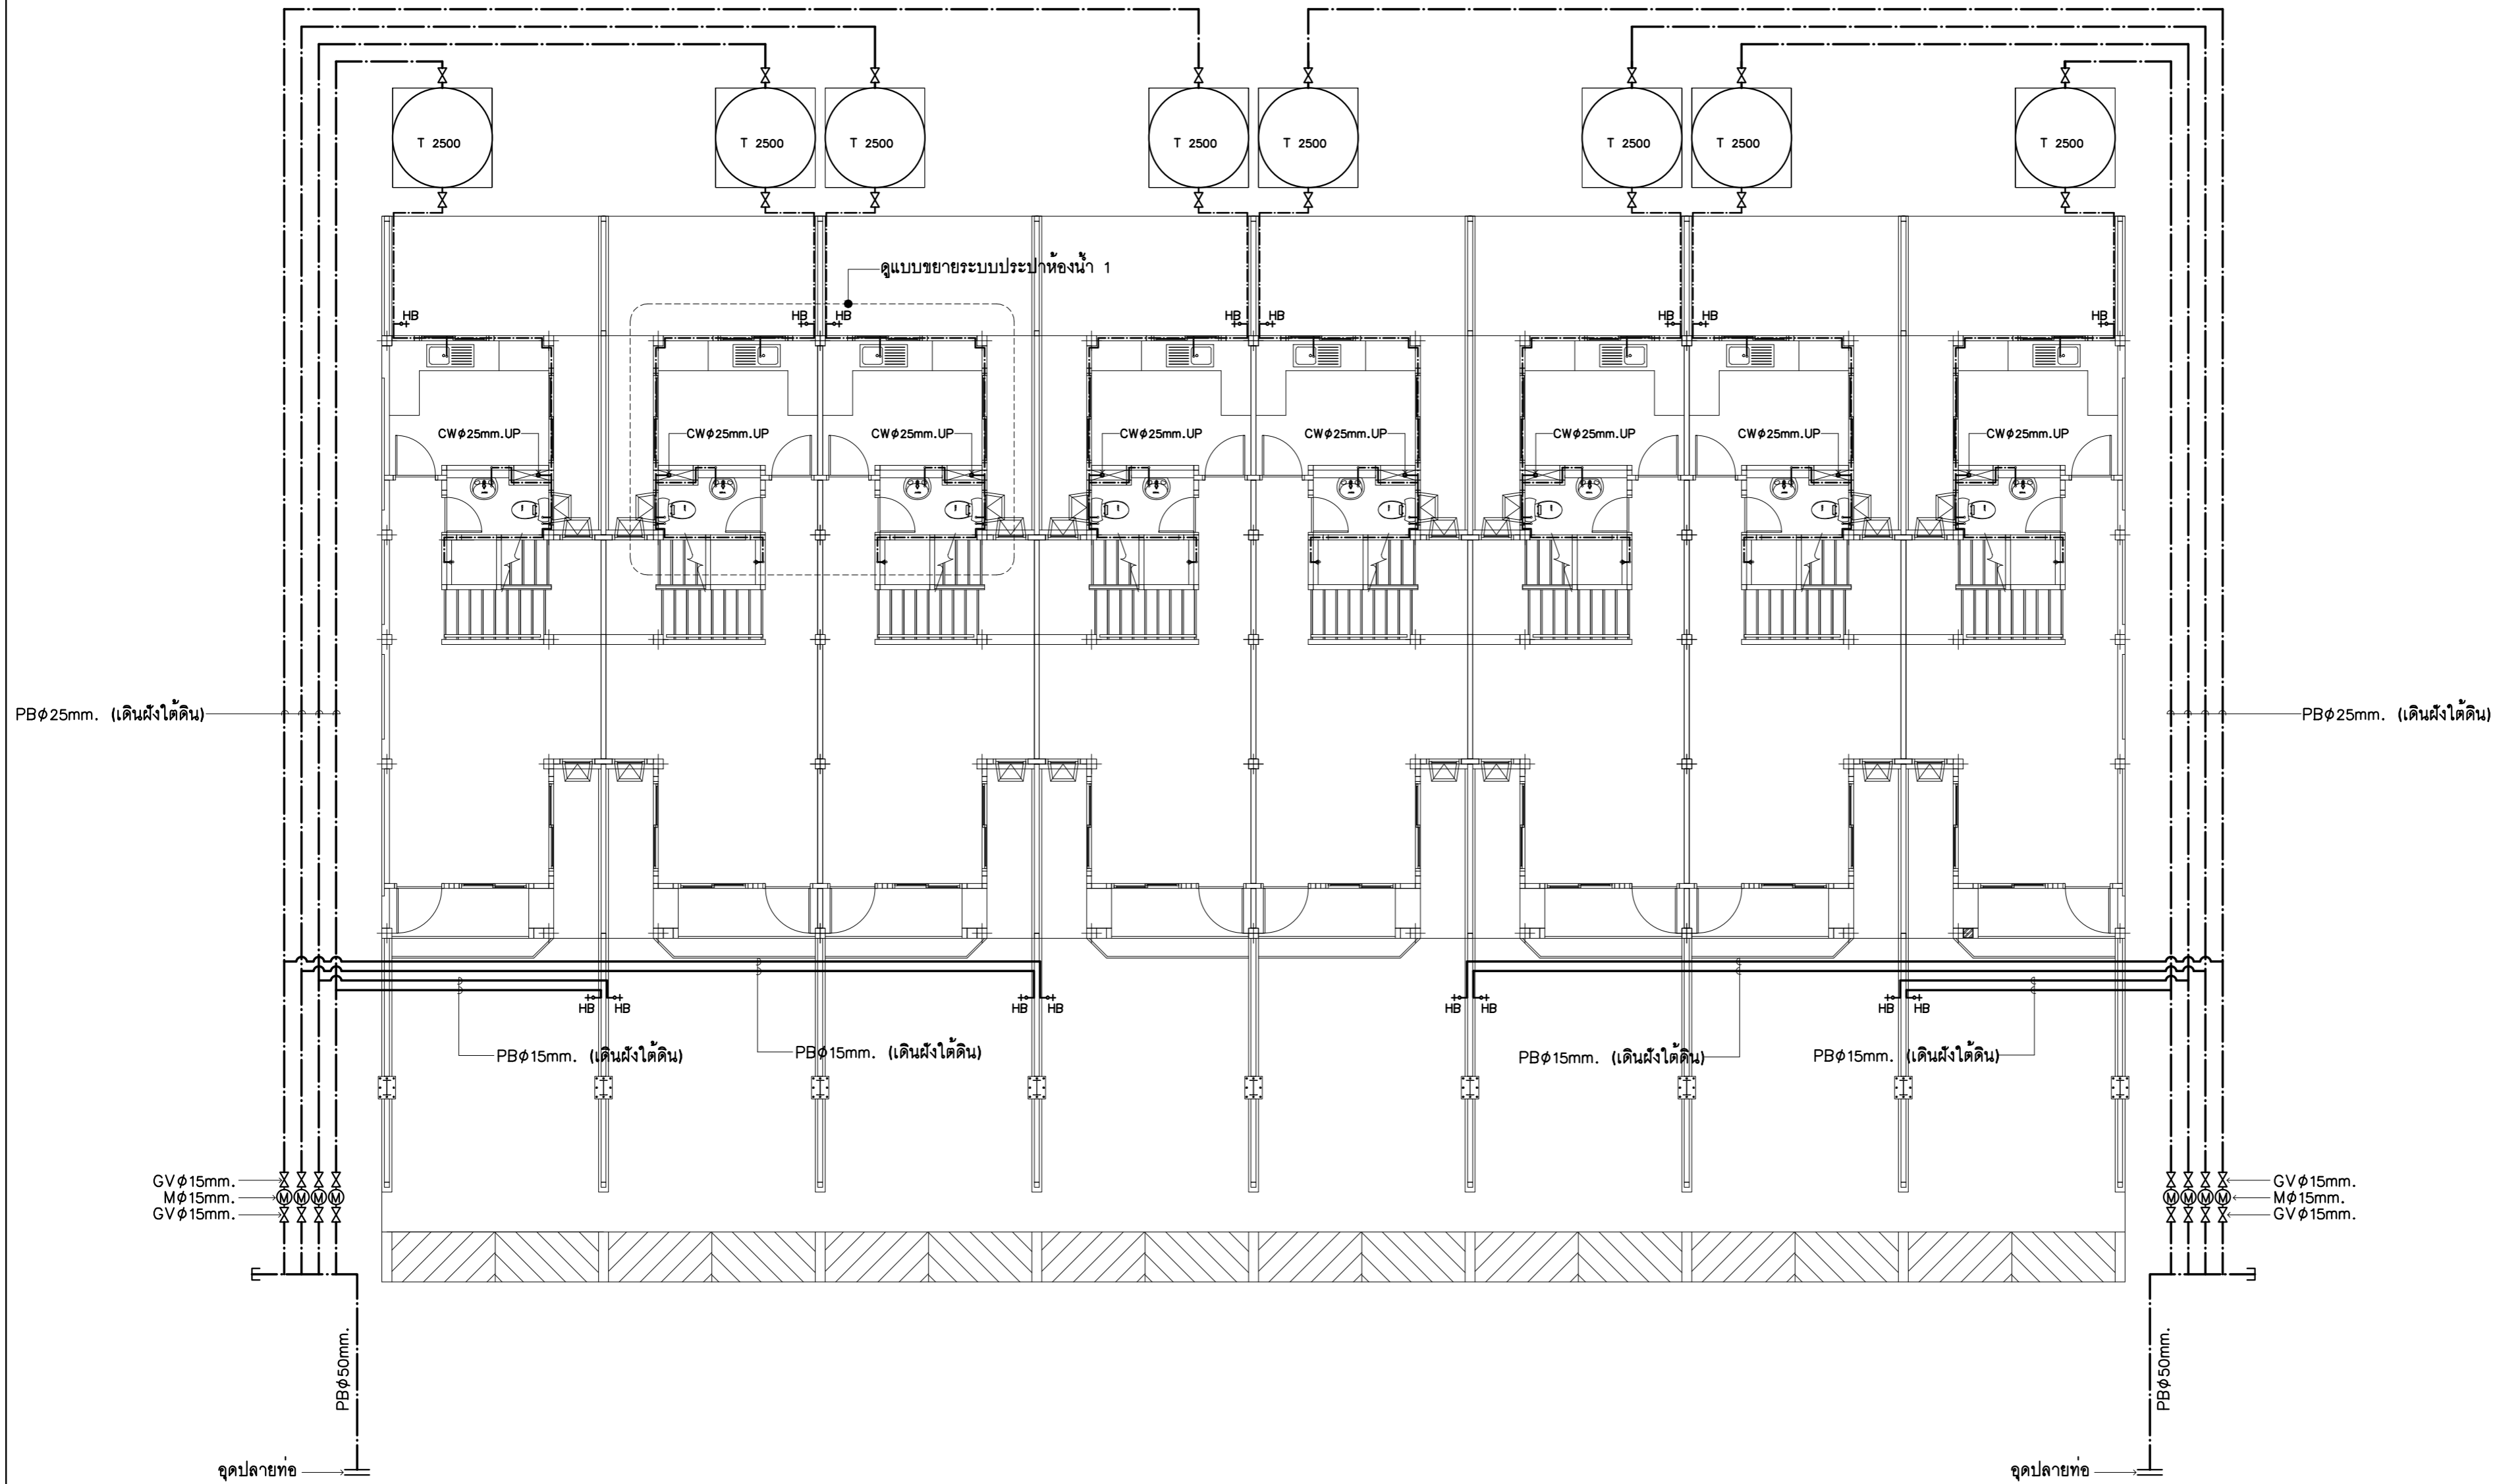 T 2500
T 2500
T 2500
T 2500
T 2500
T 2500
T 2500
T 2500
ดูแบบขยายระบบประปาห้องน้ำ 1
HB
HB
HB
HB
HB
HB
HB
HB
CWφ25mm.UP
CWφ25mm.UP
CWφ25mm.UP
CWφ25mm.UP
CWφ25mm.UP
CWφ25mm.UP
CWφ25mm.UP
CWφ25mm.UP
PBφ25mm. (เดินฝังใต้ดิน)
PBφ25mm. (เดินฝังใต้ดิน)
HB
HB
HB
HB
HB
HB
HB
HB
PBφ15mm. (เดินฝังใต้ดิน)
PBφ15mm. (เดินฝังใต้ดิน)
PBφ15mm. (เดินฝังใต้ดิน)
PBφ15mm. (เดินฝังใต้ดิน)
GVφ15mm.
GVφ15mm.
Mφ15mm.
M
M
M
M
M
M
M
M
Mφ15mm.
GVφ15mm.
GVφ15mm.
PBφ50mm.
PBφ50mm.
อุดปลายท่อ
อุดปลายท่อ